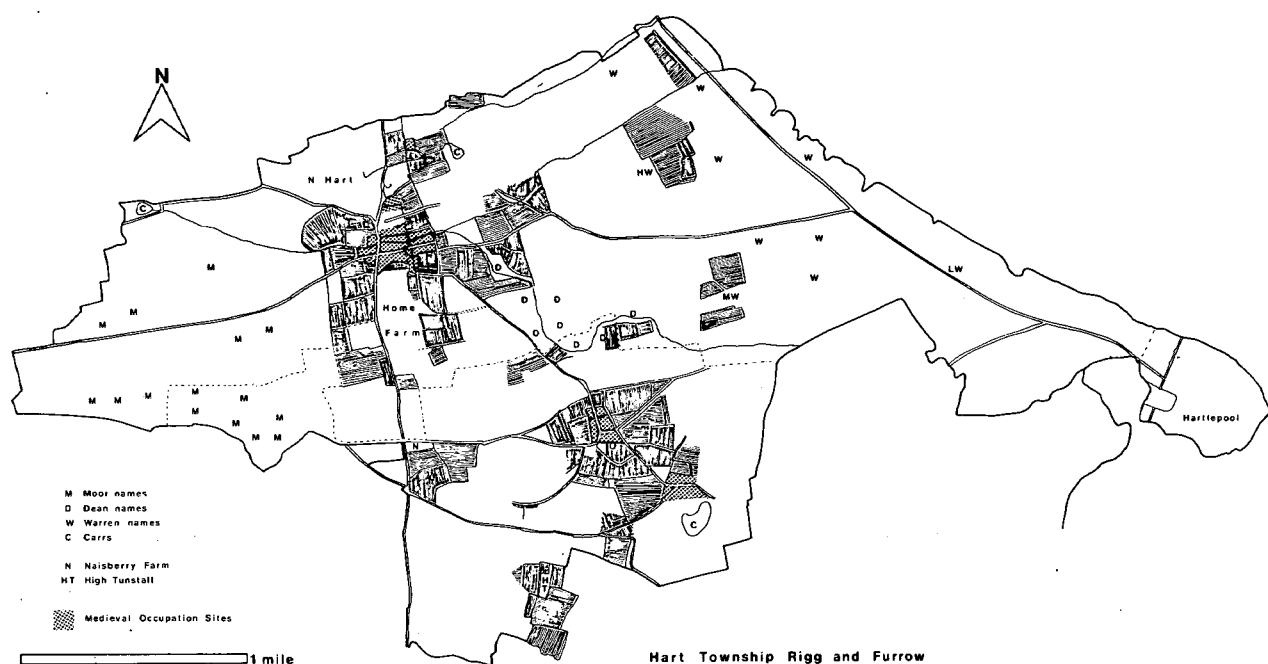 N
W
W
C
N Hart
HW
W
W
C
M
D
W
W
LW
M
M
Home
Farm
D
D
D
D
D
D
D
W
MW
M
M
M
M
M
M
M
M
M
M
M
M
N
Hartlepool
C
HT
M Moor names
D Dean names
W Warren names
C Carrs
N Naisberry Farm
HT High Tunstall
Medieval Occupation Sites
1 mile
Hart Township Rigg and Furrow